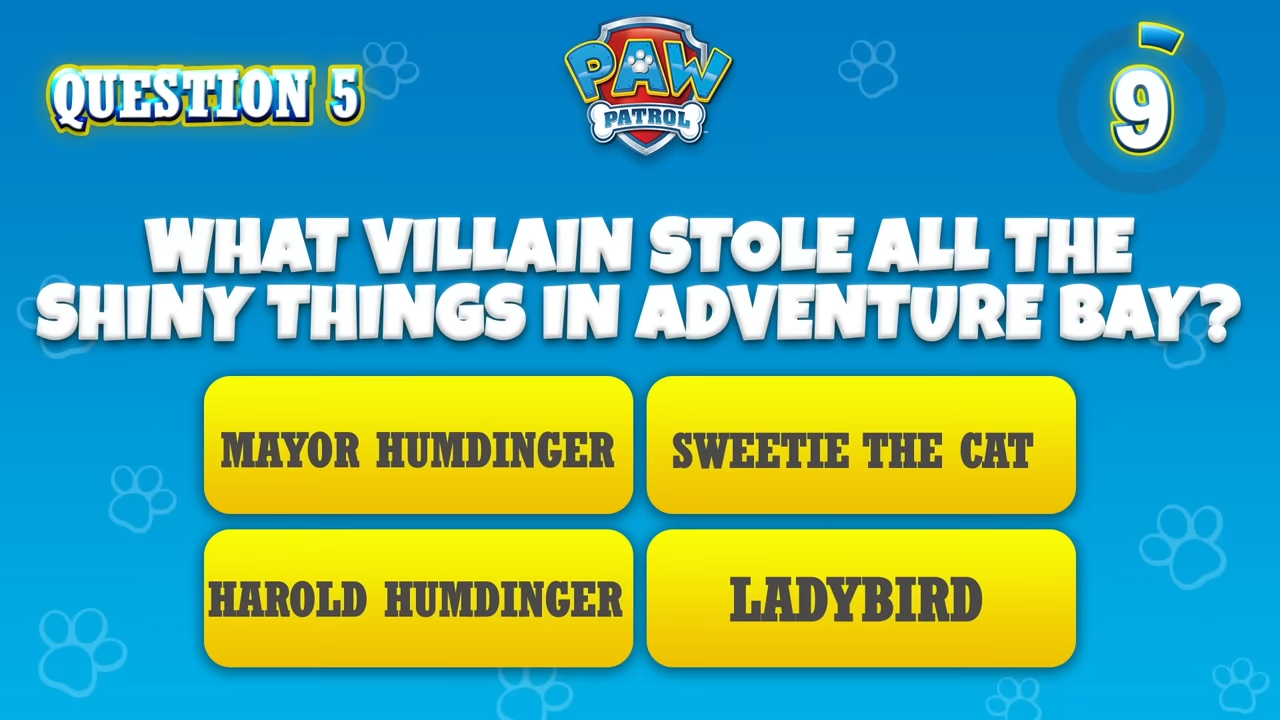 QUESTION 5
PAW
PATROL
9
WHAT VILLAIN STOLE ALL THE
SHINY THINGS IN ADVENTURE BAY?
MAYOR HUMDINGER
SWEETIE THE CAT
HAROLD HUMDINGER
LADYBIRD